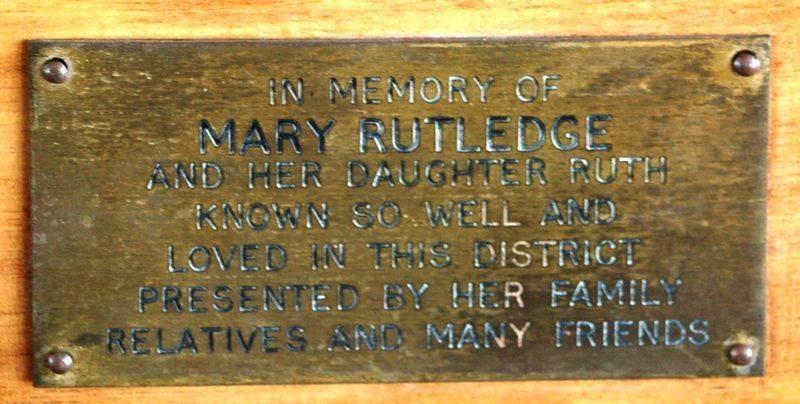 IN MEMORY OF
MARY RUTLEDGE
AND HER DAUGHTER RUTH
KNOWN SO WELL AND
LOVED IN THIS DISTRICT
PRESENTED BY HER FAMILY
RELATIVES AND MANY FRIENDS